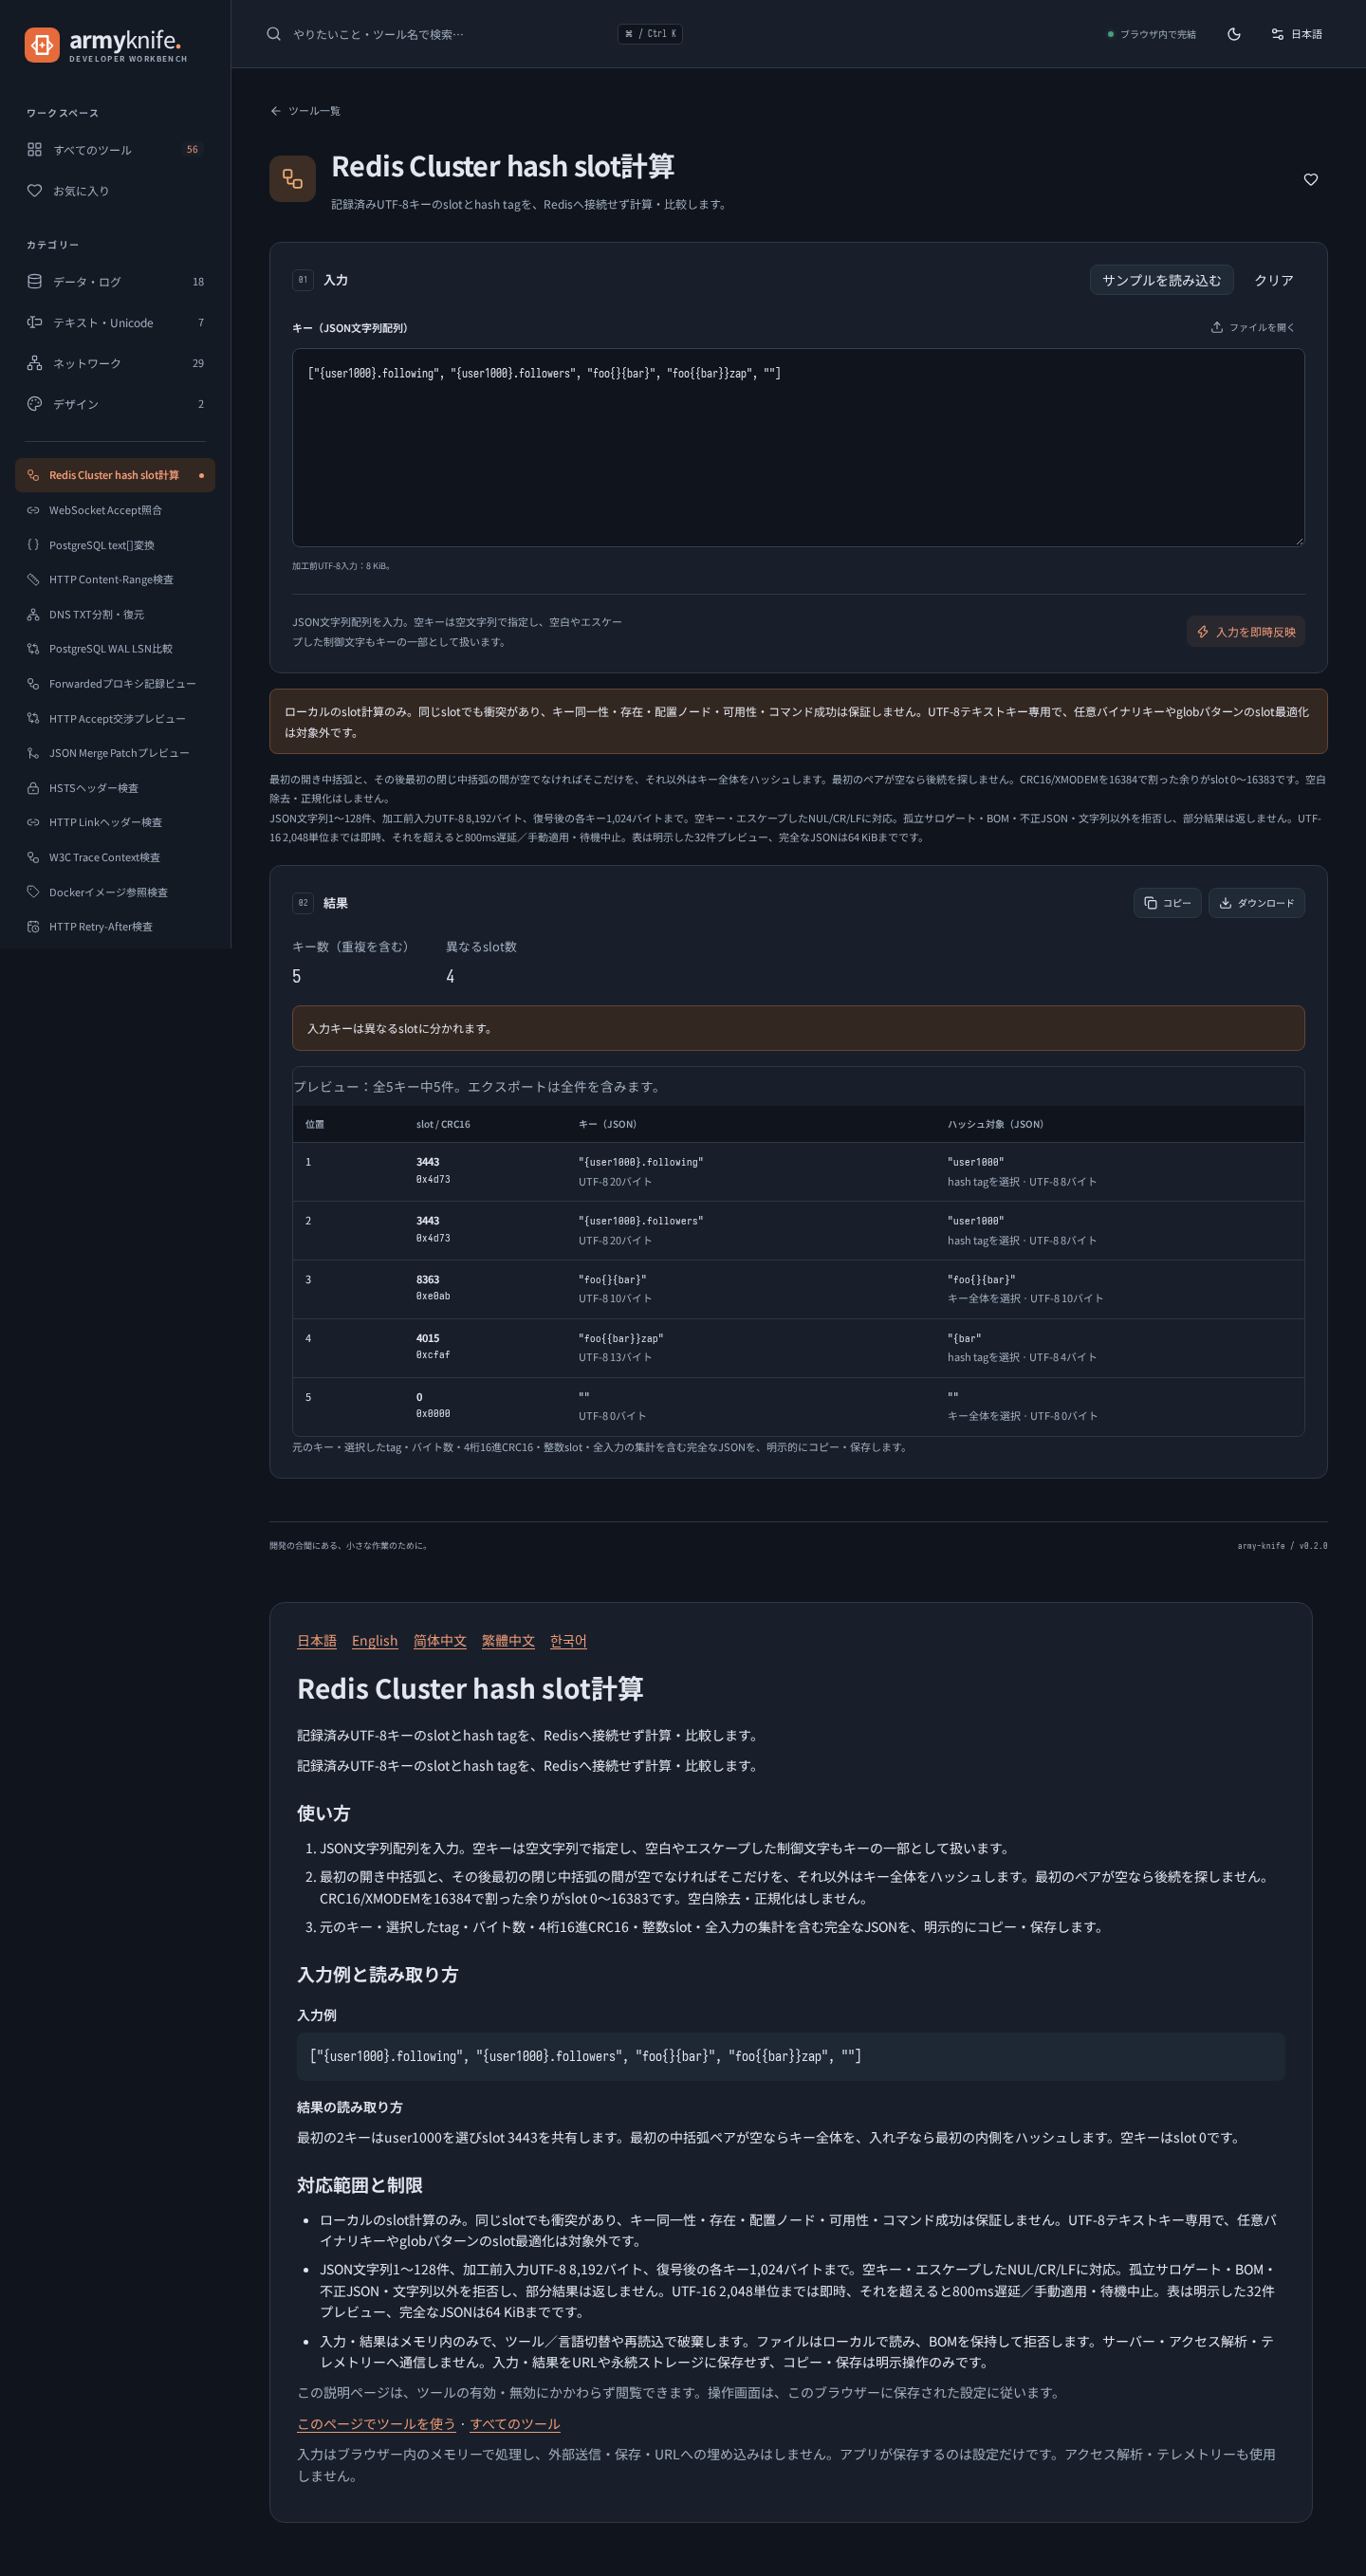 armyknife.
DEVELOPER WORKBENCH
ワークスペース
すべてのツール 56
お気に入り
カテゴリー
データ・ログ 18
テキスト・Unicode 7
ネットワーク 29
デザイン 2
Redis Cluster hash slot計算
WebSocket Accept照合
PostgreSQL text[]変換
HTTP Content-Range検査
DNS TXT分割・復元
PostgreSQL WAL LSN比較
Forwardedプロキシ記録ビュー
HTTP Accept交渉プレビュー
JSON Merge Patchプレビュー
HSTSヘッダー検査
HTTP Linkヘッダー検査
W3C Trace Context検査
Dockerイメージ参照検査
HTTP Retry-After検査
やりたいこと・ツール名で検索… ⌘ / Ctrl K
ブラウザ内で完結
日本語
ツール一覧
Redis Cluster hash slot計算
記録済みUTF-8キーのslotとhash tagを、Redisへ接続せず計算・比較します。
01 入力 サンプルを読み込む クリア
キー（JSON文字列配列） ファイルを開く
["{user1000}.following", "{user1000}.followers", "foo{}{bar}", "foo{{bar}}zap", ""]
加工前UTF-8入力：8 KiB。
JSON文字列配列を入力。空キーは空文字列で指定し、空白やエスケー
プした制御文字もキーの一部として扱います。
入力を即時反映
ローカルのslot計算のみ。同じslotでも衝突があり、キー同一性・存在・配置ノード・可用性・コマンド成功は保証しません。UTF-8テキストキー専用で、任意バイナリキーやglobパターンのslot最適化
は対象外です。
最初の開き中括弧と、その後最初の閉じ中括弧の間が空でなければそこだけを、それ以外はキー全体をハッシュします。最初のペアが空なら後続を探しません。CRC16/XMODEMを16384で割った余りがslot 0〜16383です。空白
除去・正規化はしません。
JSON文字列1〜128件、加工前入力UTF-8 8,192バイト、復号後の各キー1,024バイトまで。空キー・エスケープしたNUL/CR/LFに対応。孤立サロゲート・BOM・不正JSON・文字列以外を拒否し、部分結果は返しません。UTF-
16 2,048単位までは即時、それを超えると800ms遅延／手動適用・待機中止。表は明示した32件プレビュー、完全なJSONは64 KiBまでです。
02 結果 コピー ダウンロード
キー数（重複を含む） 異なるslot数
5 4
入力キーは異なるslotに分かれます。
プレビュー：全5キー中5件。エクスポートは全件を含みます。
位置 slot / CRC16 キー（JSON） ハッシュ対象（JSON）
1 3443 "{user1000}.following" "user1000"
0x4d73 UTF-8 20バイト hash tagを選択 · UTF-8 8バイト
2 3443 "{user1000}.followers" "user1000"
0x4d73 UTF-8 20バイト hash tagを選択 · UTF-8 8バイト
3 8363 "foo{}{bar}" "foo{}{bar}"
0xe0ab UTF-8 10バイト キー全体を選択 · UTF-8 10バイト
4 4015 "foo{{bar}}zap" "{bar"
0xcfaf UTF-8 13バイト hash tagを選択 · UTF-8 4バイト
5 0 "" ""
0x0000 UTF-8 0バイト キー全体を選択 · UTF-8 0バイト
元のキー・選択したtag・バイト数・4桁16進CRC16・整数slot・全入力の集計を含む完全なJSONを、明示的にコピー・保存します。
開発の合間にある、小さな作業のために。 army-knife / v0.2.0
日本語 English 简体中文 繁體中文 한국어
Redis Cluster hash slot計算
記録済みUTF-8キーのslotとhash tagを、Redisへ接続せず計算・比較します。
記録済みUTF-8キーのslotとhash tagを、Redisへ接続せず計算・比較します。
使い方
1. JSON文字列配列を入力。空キーは空文字列で指定し、空白やエスケープした制御文字もキーの一部として扱います。
2. 最初の開き中括弧と、その後最初の閉じ中括弧の間が空でなければそこだけを、それ以外はキー全体をハッシュします。最初のペアが空なら後続を探しません。
CRC16/XMODEMを16384で割った余りがslot 0〜16383です。空白除去・正規化はしません。
3. 元のキー・選択したtag・バイト数・4桁16進CRC16・整数slot・全入力の集計を含む完全なJSONを、明示的にコピー・保存します。
入力例と読み取り方
入力例
["{user1000}.following", "{user1000}.followers", "foo{}{bar}", "foo{{bar}}zap", ""]
結果の読み取り方
最初の2キーはuser1000を選びslot 3443を共有します。最初の中括弧ペアが空ならキー全体を、入れ子なら最初の内側をハッシュします。空キーはslot 0です。
対応範囲と制限
• ローカルのslot計算のみ。同じslotでも衝突があり、キー同一性・存在・配置ノード・可用性・コマンド成功は保証しません。UTF-8テキストキー専用で、任意バ
イナリキーやglobパターンのslot最適化は対象外です。
• JSON文字列1〜128件、加工前入力UTF-8 8,192バイト、復号後の各キー1,024バイトまで。空キー・エスケープしたNUL/CR/LFに対応。孤立サロゲート・BOM・
不正JSON・文字列以外を拒否し、部分結果は返しません。UTF-16 2,048単位までは即時、それを超えると800ms遅延／手動適用・待機中止。表は明示した32件
プレビュー、完全なJSONは64 KiBまでです。
• 入力・結果はメモリ内のみで、ツール／言語切替や再読込で破棄します。ファイルはローカルで読み、BOMを保持して拒否します。サーバー・アクセス解析・テ
レメトリーへ通信しません。入力・結果をURLや永続ストレージに保存せず、コピー・保存は明示操作のみです。
この説明ページは、ツールの有効・無効にかかわらず閲覧できます。操作画面は、このブラウザーに保存された設定に従います。
このページでツールを使う · すべてのツール
入力はブラウザー内のメモリーで処理し、外部送信・保存・URLへの埋め込みはしません。アプリが保存するのは設定だけです。アクセス解析・テレメトリーも使用
しません。